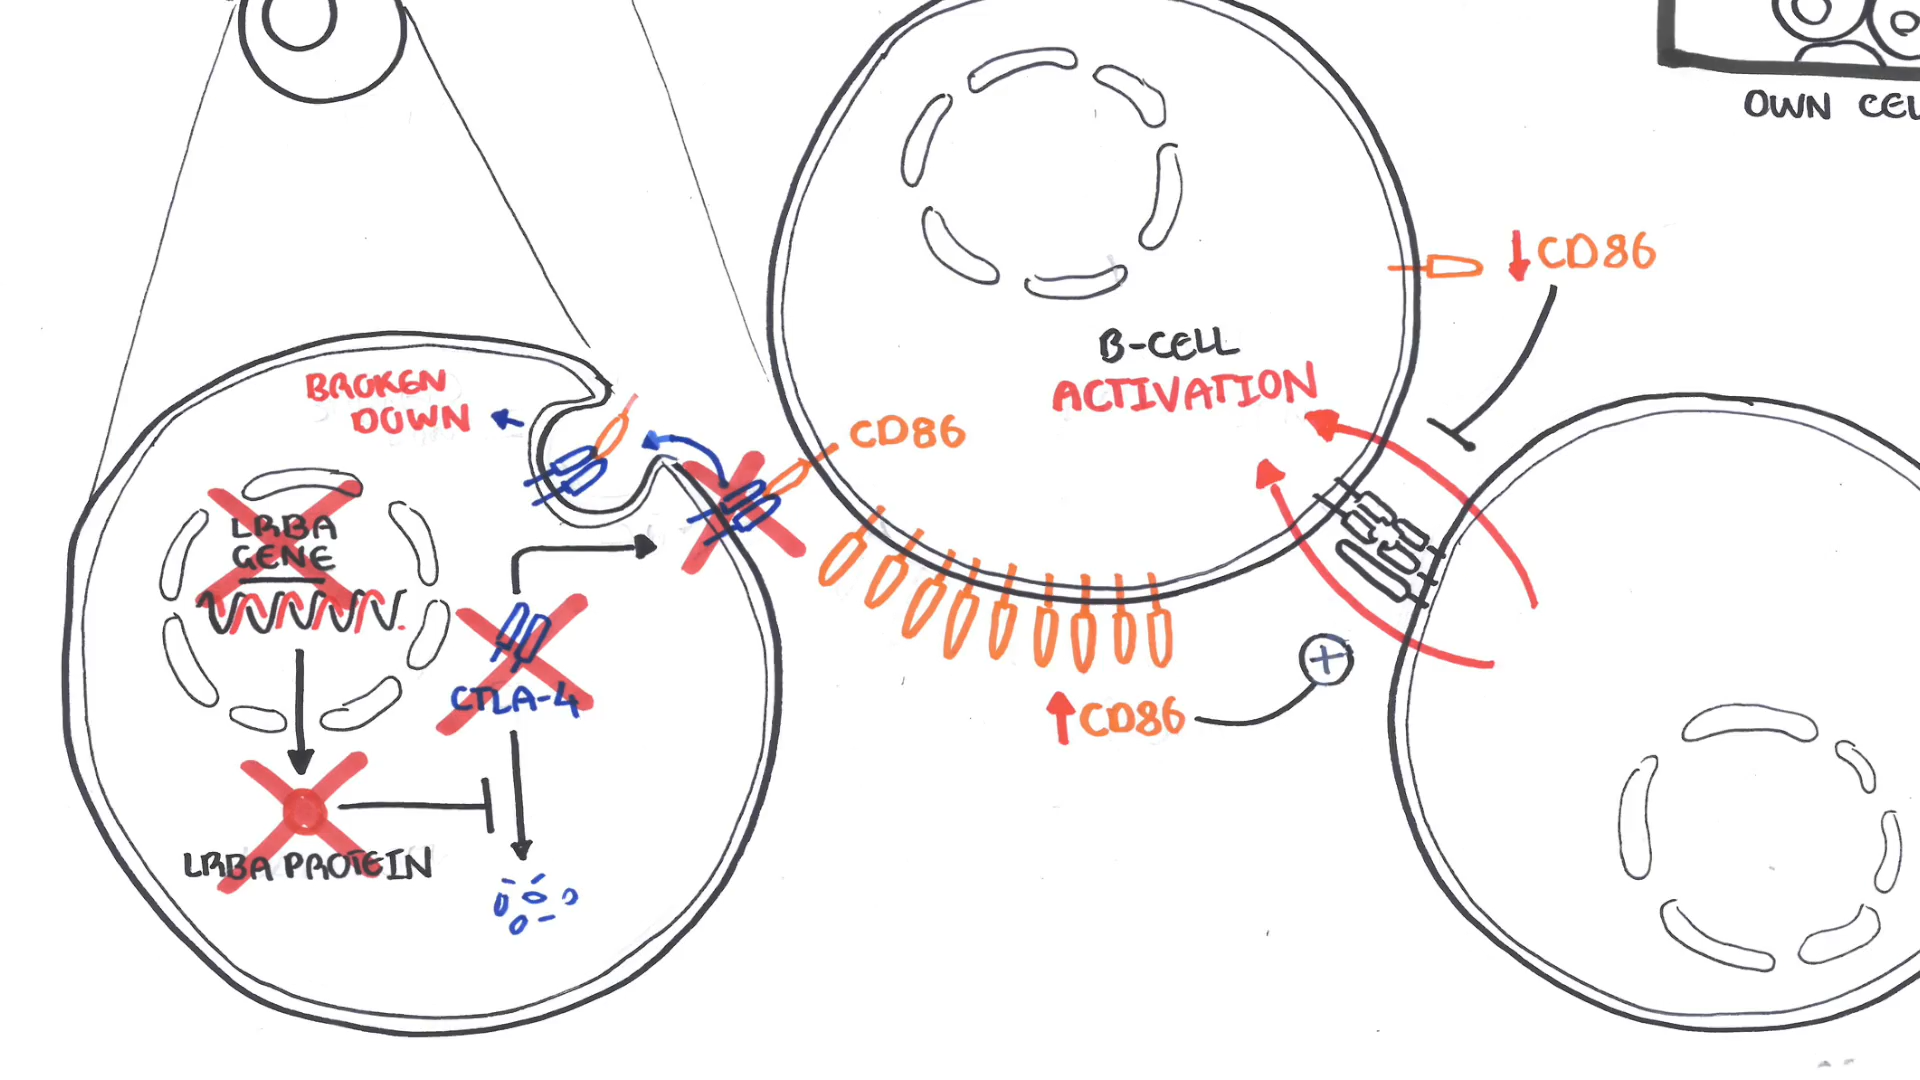 OWN CEL
CD86
B-CELL
ACTIVATION
BROKEN
DOWN
CD86
LRBA
GENE
CTLA-4
CD86
LRBA PROTEIN